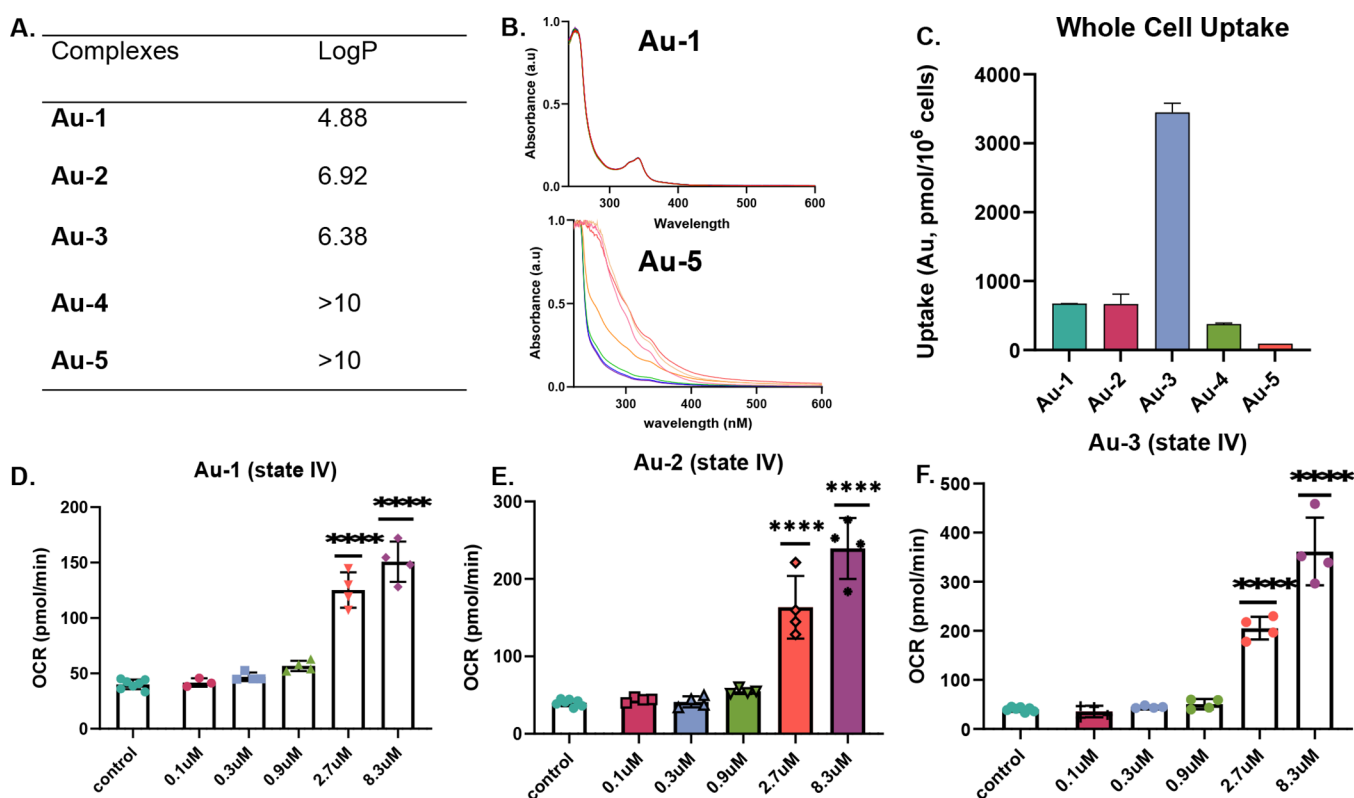 A.
Complexes LogP
Au-1 4.88
Au-2 6.92
Au-3 6.38
Au-4 >10
Au-5 >10
B.
Au-1
Absorbance (a.u)
1.0
0.5
1.0
300 400 500 600
Wavelength
Au-5
Absorbance (a.u)
1.0
0.5
1.0
300 400 500 600
wavelength (nM)
C.
Whole Cell Uptake
Uptake (Au, pmol/10⁶ cells)
4000
3000
2000
1000
0
Au-1 Au-2 Au-3 Au-4 Au-5
D.
Au-1 (state IV)
OCR (pmol/min)
200
150
100
50
0
****
****
control 0.1uM 0.3uM 0.9uM 2.7uM 8.3uM
E.
Au-2 (state IV)
OCR (pmol/min)
300
200
100
0
****
****
control 0.1uM 0.3uM 0.9uM 2.7uM 8.3uM
F.
Au-3 (state IV)
OCR (pmol/min)
500
400
300
200
100
0
****
****
control 0.1uM 0.3uM 0.9uM 2.7uM 8.3uM